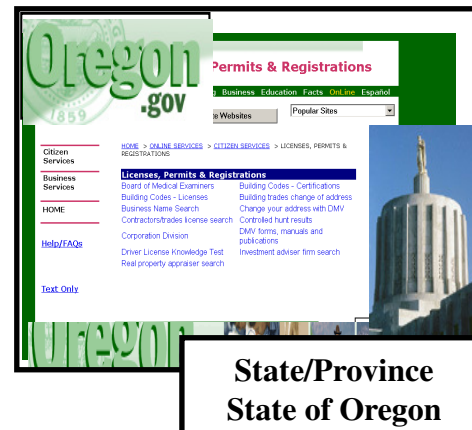 Oregon
.gov
1859
Permits & Registrations
Business Education Facts OnLine Español
Websites
Popular Sites
Citizen
Services
Business
Services
HOME
Help/FAQs
Text Only
HOME > ONLINE SERVICES > CITIZEN SERVICES > LICENSES, PERMITS &
REGISTRATIONS
Licenses, Permits & Registrations
Board of Medical Examiners Building Codes - Certifications
Building Codes - Licenses Building trades change of address
Business Name Search Change your address with DMV
Contractors/trades license search Controlled hunt results
Corporation Division DMV forms, manuals and
publications
Driver License Knowledge Test Investment adviser firm search
Real property appraiser search
Oregon
State/Province
State of Oregon